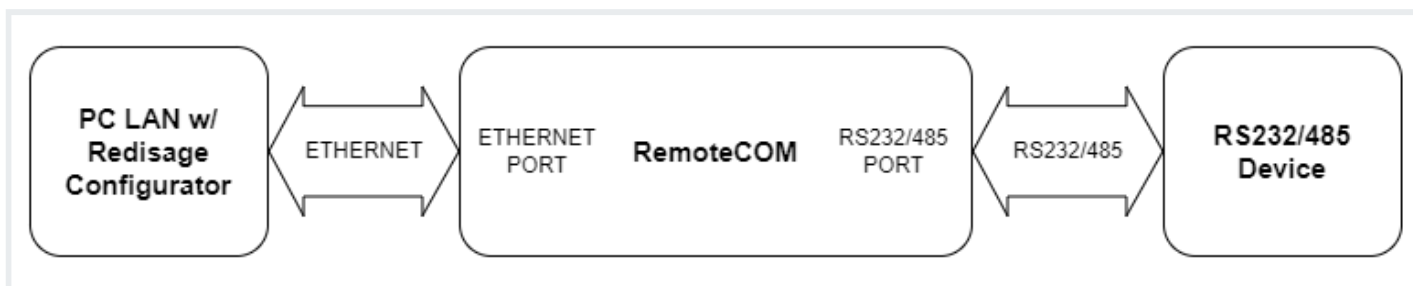 PC LAN w/
Redisage
Configurator
ETHERNET
ETHERNET
PORT
RemoteCOM
RS232/485
PORT
RS232/485
RS232/485
Device